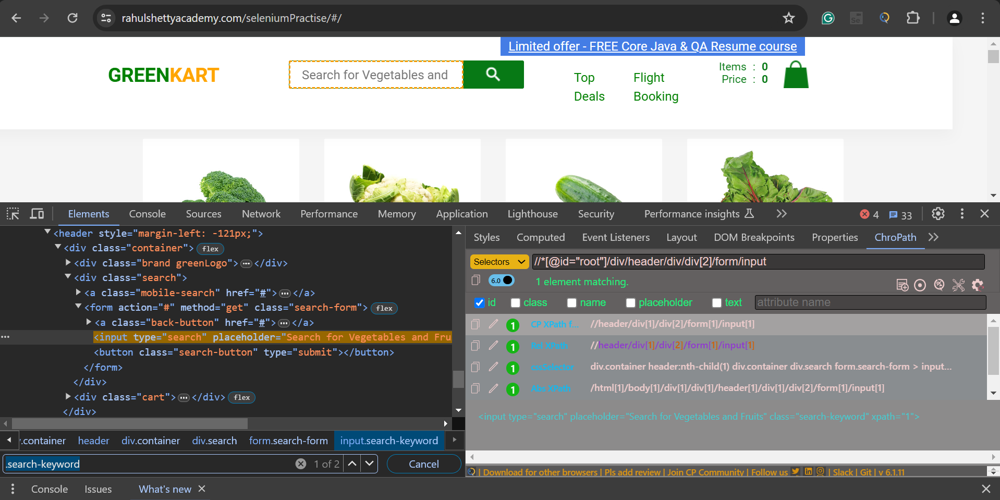 rahulshettyacademy.com/seleniumPractise/#/
Limited offer - FREE Core Java & QA Resume course
GREENKART
Search for Vegetables and
Top Deals
Flight Booking
Items : 0
Price : 0
Elements Console Sources Network Performance Memory Application Lighthouse Security Performance insights 4 33
<header style="margin-left: -121px;">
<div class="container"> flex
<div class="brand greenLogo">…</div>
<div class="search">
<a class="mobile-search" href="#">…</a>
<form action="#" method="get" class="search-form"> flex
<a class="back-button" href="#">…</a>
<input type="search" placeholder="Search for Vegetables and Fru
<button class="search-button" type="submit"></button>
</form>
</div>
<div class="cart">…</div> flex
</div>
.container header div.container div.search form.search-form input.search-keyword
.search-keyword 1 of 2 Cancel
Styles Computed Event Listeners Layout DOM Breakpoints Properties ChroPath
Selectors //*[@id="root"]/div/header/div/div[2]/form/input
6.0 1 element matching.
id class name placeholder text attribute name
1 CP XPath f... //header/div[1]/div[2]/form[1]/input[1]
1 Rel XPath //header/div[1]/div[2]/form[1]/input[1]
1 cssSelector div.container header:nth-child(1) div.container div.search form.search-form > input...
1 Abs XPath /html[1]/body[1]/div[1]/div[1]/header[1]/div[1]/div[2]/form[1]/input[1]
<input type="search" placeholder="Search for Vegetables and Fruits" class="search-keyword" xpath="1">
| Download for other browsers | Pls add review | Join CP Community | Follow us | Slack | Git | v 6.1.11
Console Issues What's new